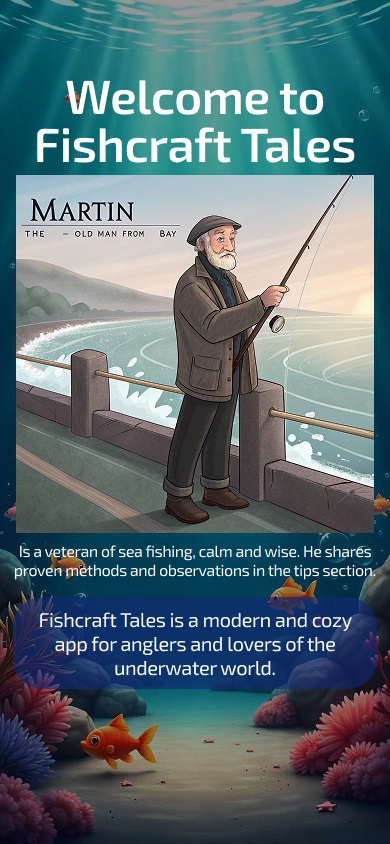 Welcome to
Fishcraft Tales
MARTIN
THE – OLD MAN FROM BAY
Is a veteran of sea fishing, calm and wise. He shares
proven methods and observations in the tips section.
Fishcraft Tales is a modern and cozy
app for anglers and lovers of the
underwater world.